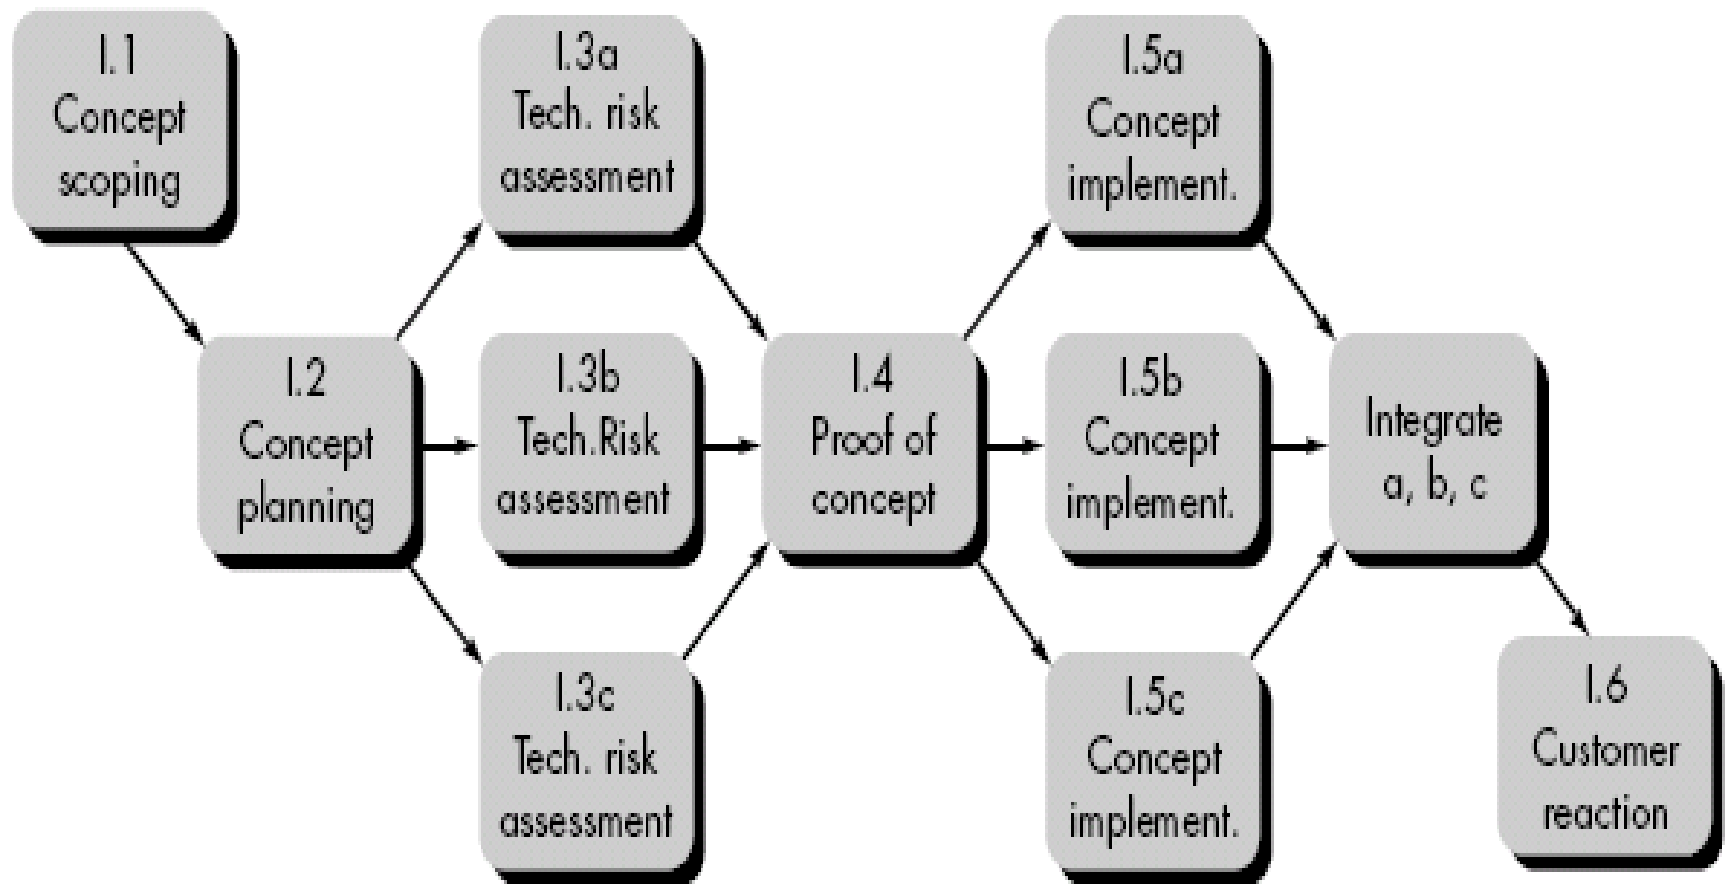 I.1
Concept
scoping
I.2
Concept
planning
I.3a
Tech. risk
assessment
I.3b
Tech.Risk
assessment
I.3c
Tech. risk
assessment
I.4
Proof of
concept
I.5a
Concept
implement.
I.5b
Concept
implement.
I.5c
Concept
implement.
Integrate
a, b, c
I.6
Customer
reaction